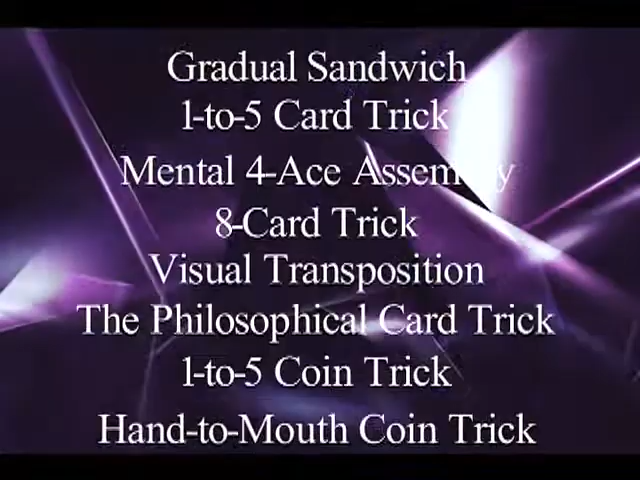 Gradual Sandwich
1-to-5 Card Trick
Mental 4-Ace Assembly
8-Card Trick
Visual Transposition
The Philosophical Card Trick
1-to-5 Coin Trick
Hand-to-Mouth Coin Trick